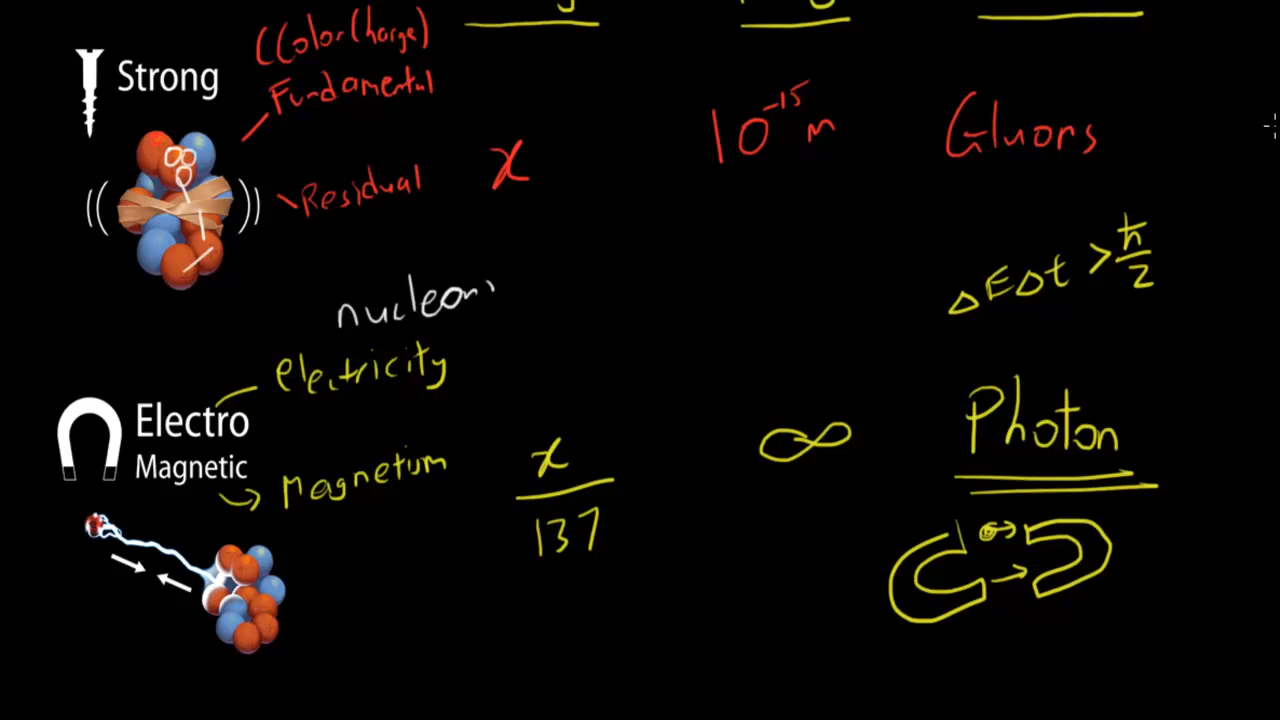 (Color Charge)
Strong
Fundamental
10⁻¹⁵ m
Gluons
Residual
x
ΔEΔt > ħ/2
nucleon
electricity
Electro
Magnetic
Magnetism
x/137
∞
Photon